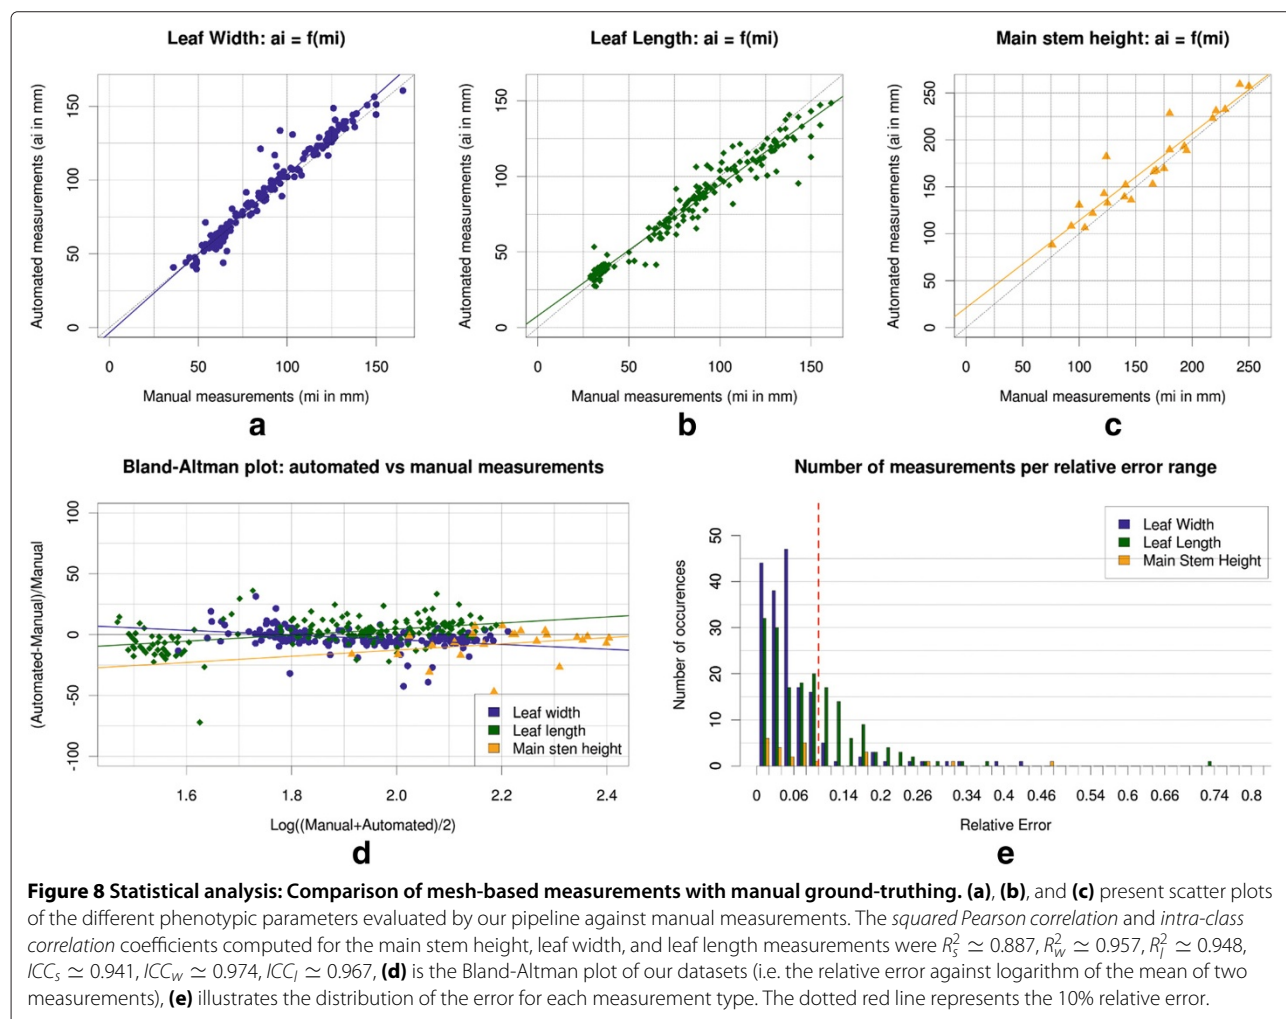 Leaf Width: ai = f(mi)
Automated measurements (ai in mm)
150
100
50
0
0 50 100 150
Manual measurements (mi in mm)
a
Leaf Length: ai = f(mi)
Automated measurements (ai in mm)
150
100
50
0
0 50 100 150
Manual measurements (mi in mm)
b
Main stem height: ai = f(mi)
Automated measurements (ai in mm)
250
200
150
100
50
0
0 50 100 150 200 250
Manual measurements (mi in mm)
c
Bland-Altman plot: automated vs manual measurements
(Automated-Manual)/Manual
100
50
0
-50
-100
Leaf width
Leaf length
Main sten height
1.6 1.8 2.0 2.2 2.4
Log((Manual+Automated)/2)
d
Number of measurements per relative error range
Number of occurences
50
40
30
20
10
0
Leaf Width
Leaf Length
Main Stem Height
0 0.06 0.14 0.2 0.26 0.34 0.4 0.46 0.54 0.6 0.66 0.74 0.8
Relative Error
e
Figure 8 Statistical analysis: Comparison of mesh-based measurements with manual ground-truthing. (a), (b), and (c) present scatter plots
of the different phenotypic parameters evaluated by our pipeline against manual measurements. The squared Pearson correlation and intra-class
correlation coefficients computed for the main stem height, leaf width, and leaf length measurements were R²ₛ ≃ 0.887, R²_w ≃ 0.957, R²_l ≃ 0.948,
ICCₛ ≃ 0.941, ICC_w ≃ 0.974, ICC_l ≃ 0.967, (d) is the Bland-Altman plot of our datasets (i.e. the relative error against logarithm of the mean of two
measurements), (e) illustrates the distribution of the error for each measurement type. The dotted red line represents the 10% relative error.